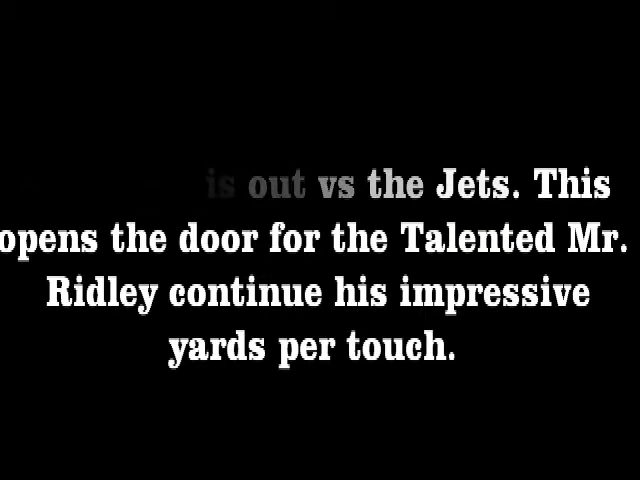 is out vs the Jets. This
opens the door for the Talented Mr.
Ridley continue his impressive
yards per touch.